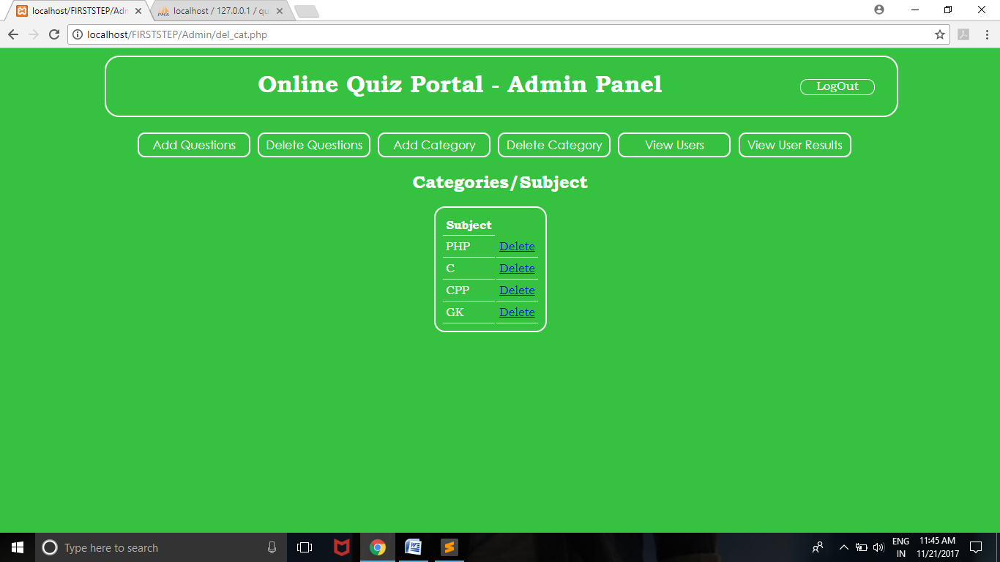 localhost/FIRSTSTEP/Adn
localhost / 127.0.0.1 / qu
localhost/FIRSTSTEP/Admin/del_cat.php
Online Quiz Portal - Admin Panel
LogOut
Add Questions
Delete Questions
Add Category
Delete Category
View Users
View User Results
Categories/Subject
Subject
PHP Delete
C Delete
CPP Delete
GK Delete
Type here to search
ENG
IN
11:45 AM
11/21/2017